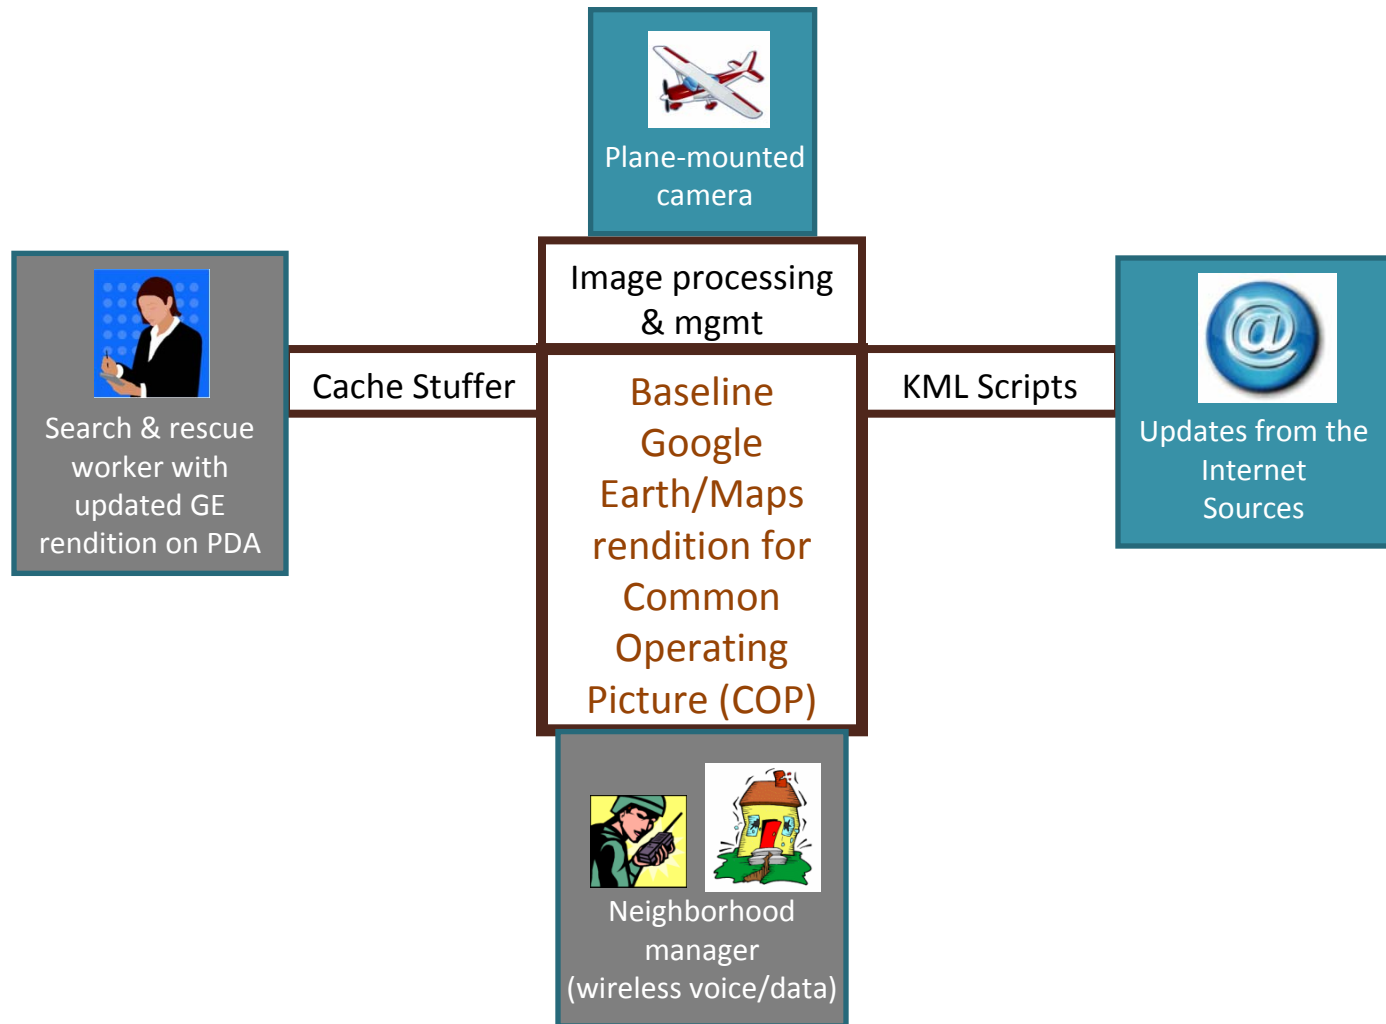 Plane-mounted
camera
Image processing
& mgmt
Search & rescue
worker with
updated GE
rendition on PDA
Cache Stuffer
Baseline
Google
Earth/Maps
rendition for
Common
Operating
Picture (COP)
KML Scripts
@
Updates from the
Internet
Sources
Neighborhood
manager
(wireless voice/data)